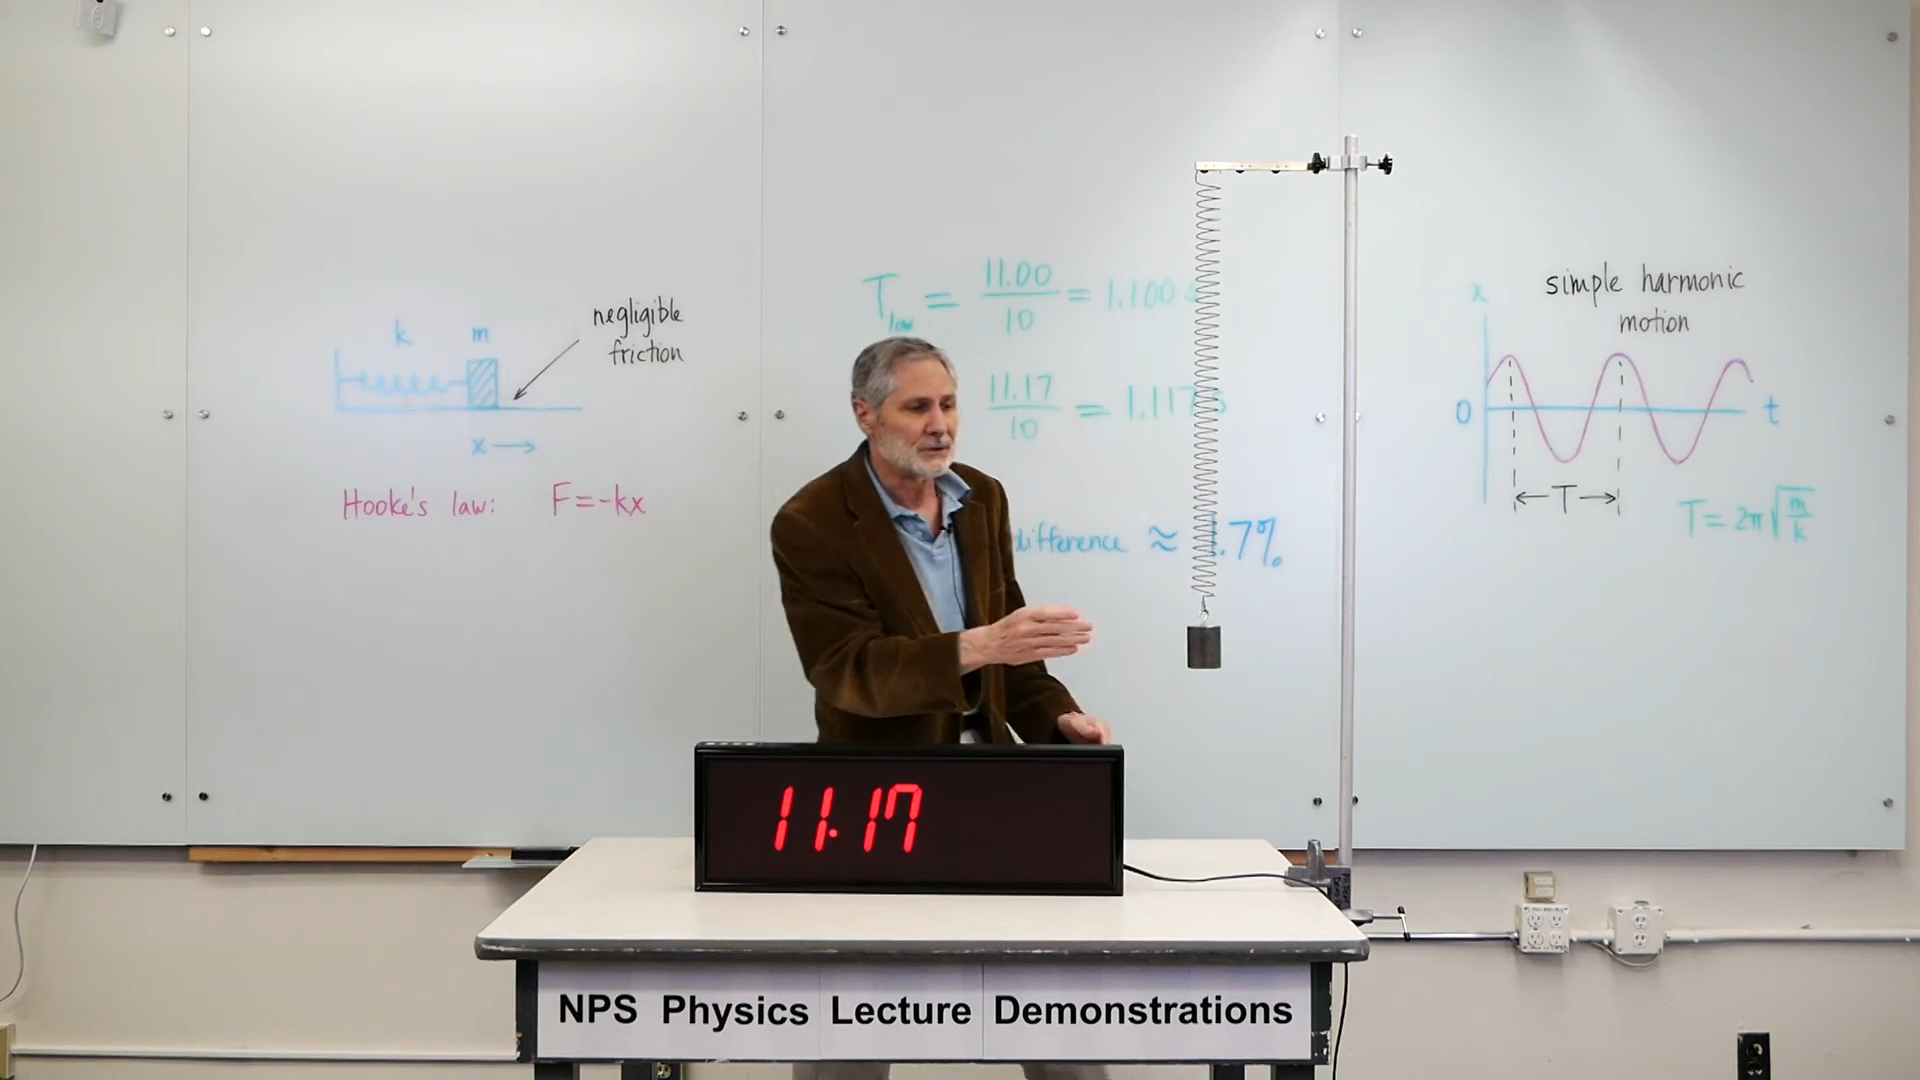 k
m
negligible
friction
x →
Hooke's law: F=-kx
T low = 11.00/10 = 1.100 s
11.17/10 = 1.117 s
difference ≈ .7%
simple harmonic
motion
x
0
t
← T →
T = 2π√(m/k)
11.17
NPS Physics Lecture Demonstrations